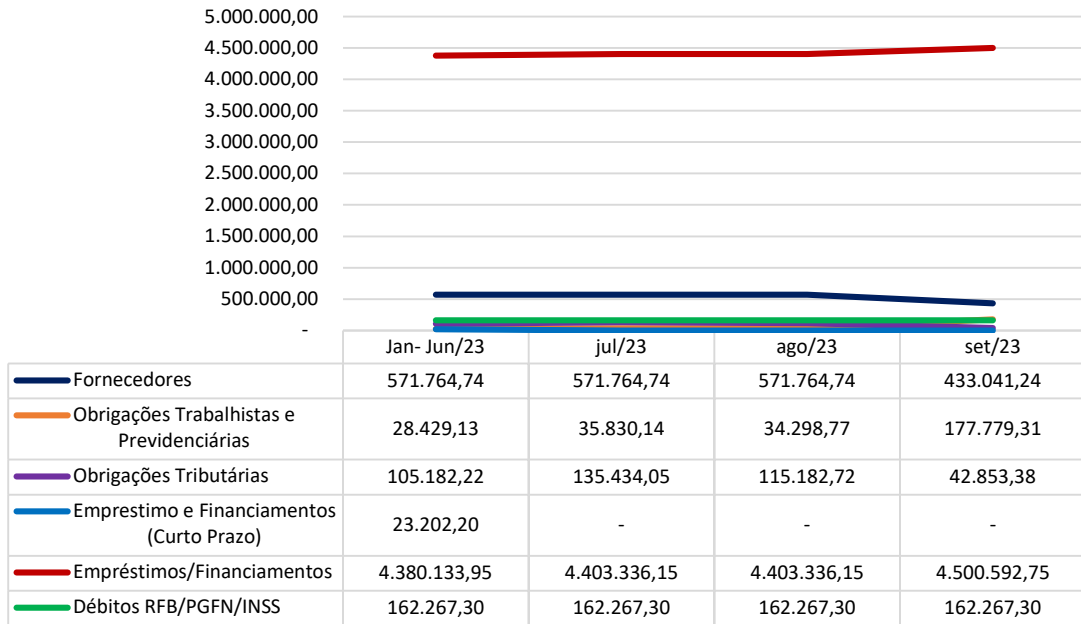 5.000.000,00
4.500.000,00
4.000.000,00
3.500.000,00
3.000.000,00
2.500.000,00
2.000.000,00
1.500.000,00
1.000.000,00
500.000,00
-
Jan- Jun/23 jul/23 ago/23 set/23
Fornecedores 571.764,74 571.764,74 571.764,74 433.041,24
Obrigações Trabalhistas e
Previdenciárias 28.429,13 35.830,14 34.298,77 177.779,31
Obrigações Tributárias 105.182,22 135.434,05 115.182,72 42.853,38
Emprestimo e Financiamentos
(Curto Prazo) 23.202,20 - - -
Empréstimos/Financiamentos 4.380.133,95 4.403.336,15 4.403.336,15 4.500.592,75
Débitos RFB/PGFN/INSS 162.267,30 162.267,30 162.267,30 162.267,30